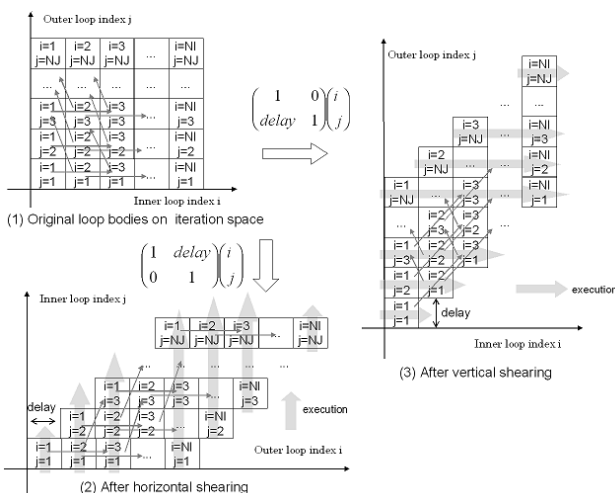 Outer loop index j
i=1 i=2 i=3 ... i=NI
j=NJ j=NJ j=NJ j=NJ
... ... ... ...
i=1 i=2 i=3 ... i=NI
j=3 j=3 j=3 j=3
i=1 i=2 i=3 ... i=NI
j=2 j=2 j=2 j=2
i=1 i=2 i=3 ... i=NI
j=1 j=1 j=1 j=1
Inner loop index i
(1) Original loop bodies on iteration space
1 0 i
delay 1 j
1 delay i
0 1 j
Outer loop index j
i=NI
j=NJ
... ...
i=3 ... i=NI
j=NJ j=3
i=2 ... i=NI
j=NJ j=2
i=1 ... i=3 ... i=NI
j=NJ j=3 j=1
... i=2 i=3
j=3 j=2
i=1 i=2 i=3
j=3 j=2 j=1
i=1 i=2
j=2 j=1
i=1
j=1
delay
execution
Inner loop index i
(3) After vertical shearing
Inner loop index j
i=1 i=2 i=3 .. i=NI
j=NJ j=NJ j=NJ j=NJ
... ... ...
i=1 i=2 i=3 ... i=NI
j=3 j=3 j=3 j=3
delay
i=1 i=2 i=3 ... i=NI
j=2 j=2 j=2 j=2
execution
i=1 i=2 i=3 ... i=NI
j=1 j=1 j=1 j=1
Outer loop index i
(2) After horizontal shearing